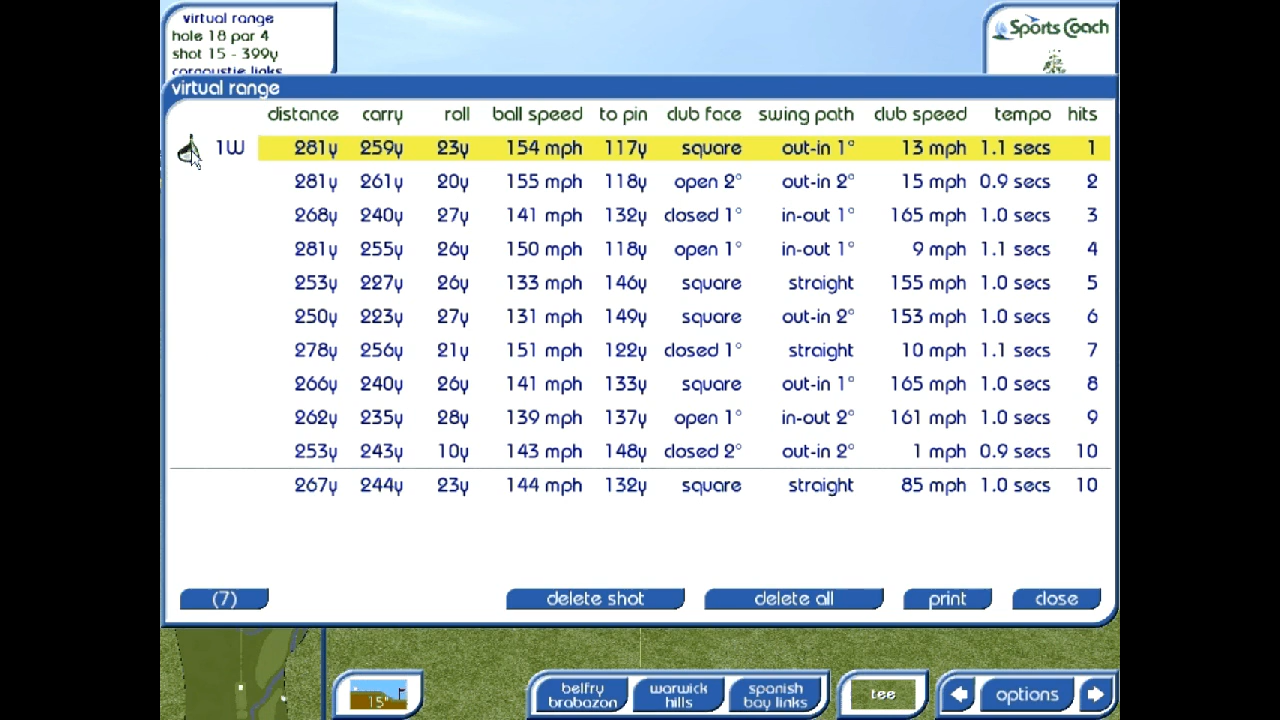 virtual range
hole 18 par 4
shot 15 - 399y
carnoustie links
Sports Coach
virtual range
distance carry roll ball speed to pin club face swing path club speed tempo hits
1W 281y 259y 23y 154 mph 117y square out-in 1° 13 mph 1.1 secs 1
281y 261y 20y 155 mph 118y open 2° out-in 2° 15 mph 0.9 secs 2
268y 240y 27y 141 mph 132y closed 1° in-out 1° 165 mph 1.0 secs 3
281y 255y 26y 150 mph 118y open 1° in-out 1° 9 mph 1.1 secs 4
253y 227y 26y 133 mph 146y square straight 155 mph 1.0 secs 5
250y 223y 27y 131 mph 149y square out-in 2° 153 mph 1.0 secs 6
278y 256y 21y 151 mph 122y closed 1° straight 10 mph 1.1 secs 7
266y 240y 26y 141 mph 133y square out-in 1° 165 mph 1.0 secs 8
262y 235y 28y 139 mph 137y open 1° in-out 2° 161 mph 1.0 secs 9
253y 243y 10y 143 mph 148y closed 2° out-in 2° 1 mph 0.9 secs 10
267y 244y 23y 144 mph 132y square straight 85 mph 1.0 secs 10
(7) delete shot delete all print close
15"
belfry brabazon
warwick hills
spanish bay links
tee
options